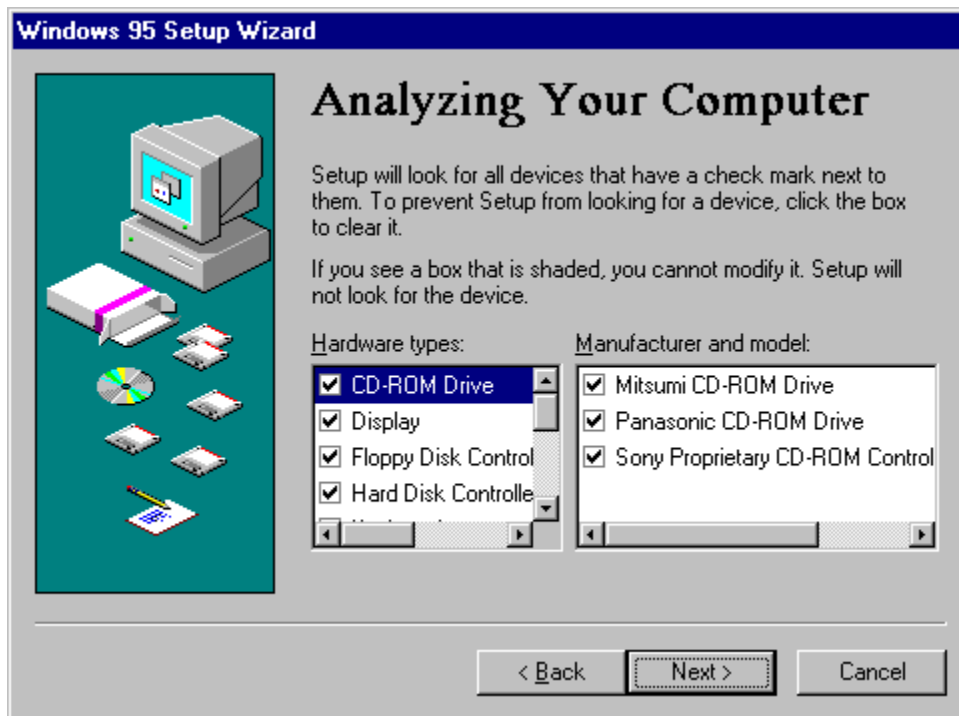 Windows 95 Setup Wizard
Analyzing Your Computer
Setup will look for all devices that have a check mark next to
them. To prevent Setup from looking for a device, click the box
to clear it.
If you see a box that is shaded, you cannot modify it. Setup will
not look for the device.
Hardware types:
CD-ROM Drive
Display
Floppy Disk Control
Hard Disk Controlle
Manufacturer and model:
Mitsumi CD-ROM Drive
Panasonic CD-ROM Drive
Sony Proprietary CD-ROM Control
< Back
Next >
Cancel